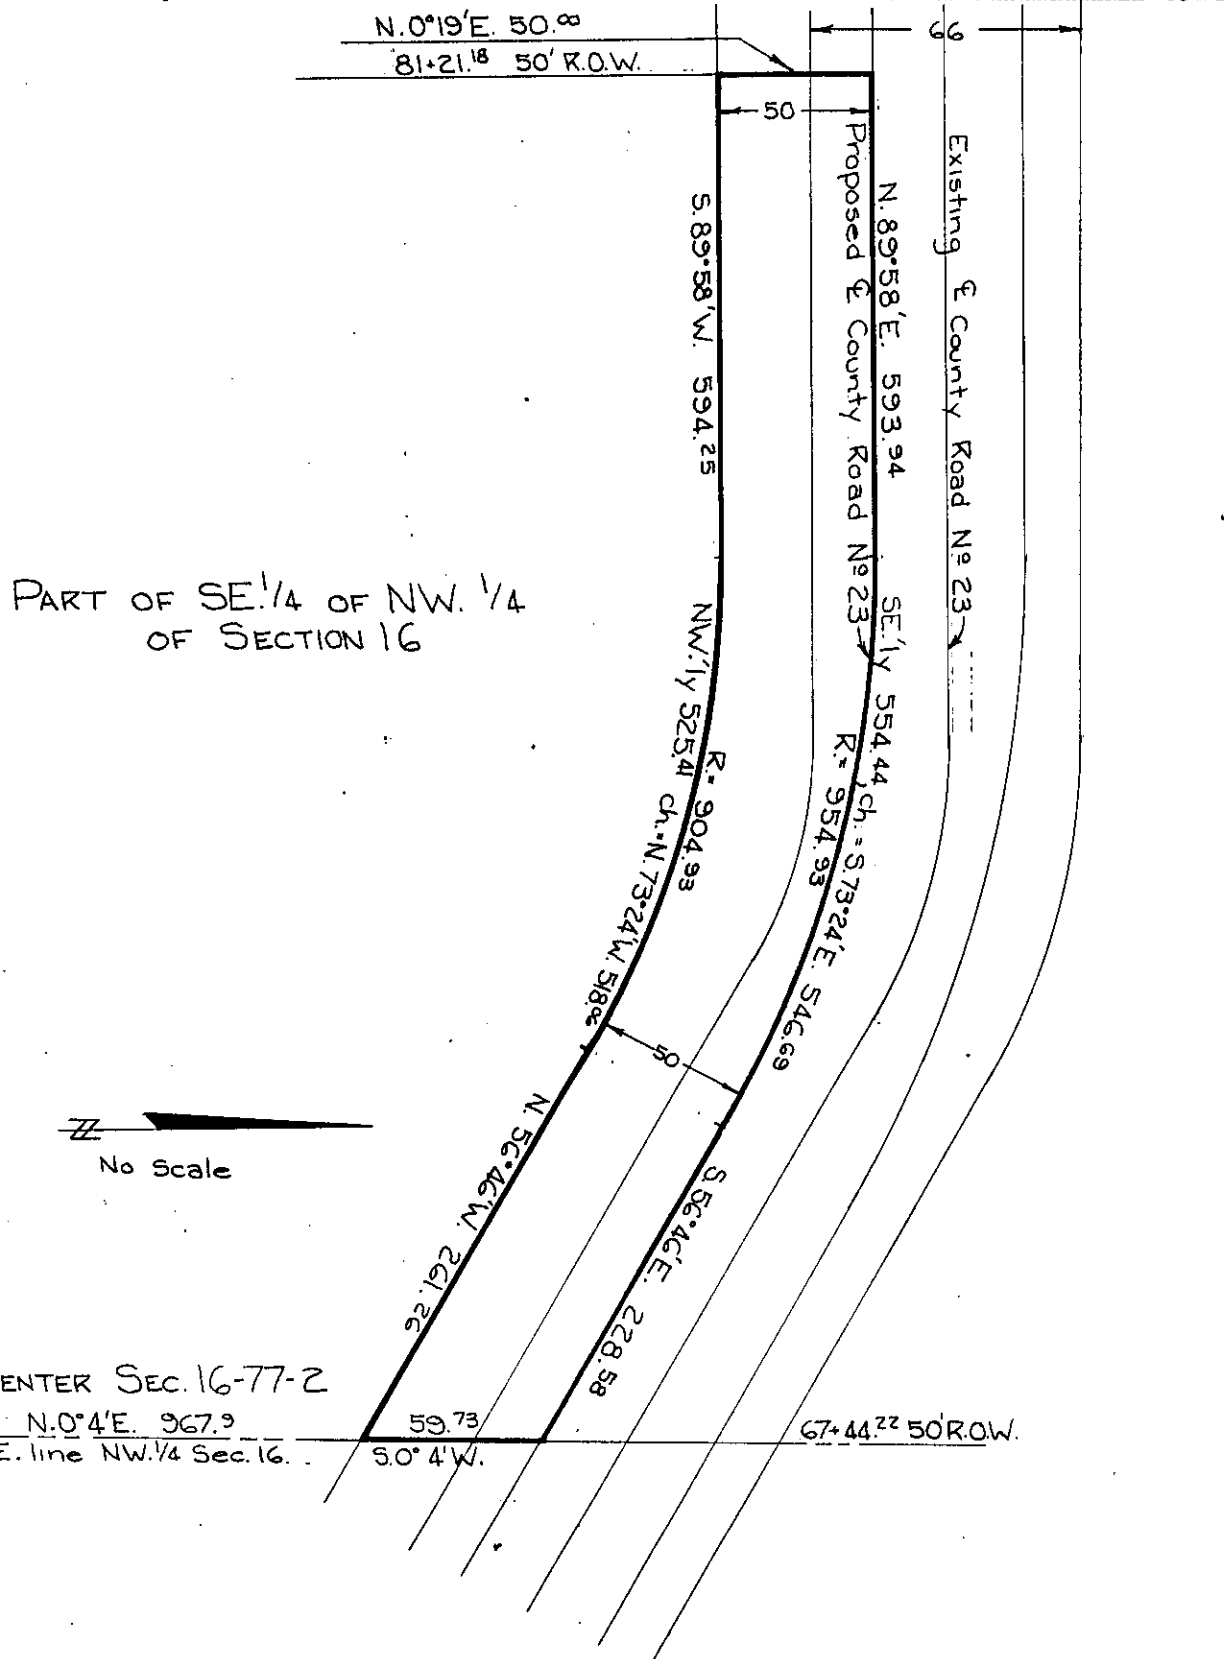 N.0°19'E. 50.⁰⁰
81+21.¹⁸ 50' R.O.W.
66
50
S.89°58'W. 594.²⁵
Proposed ℄ County Road Nº 23
N.89°58'E. 593.⁹⁴
Existing ℄ County Road Nº 23
PART OF SE.1/4 OF NW. 1/4
OF SECTION 16
NW.'ly 525.⁴¹ ch.=N.73°24'W. 518.⁰⁶
R.= 904.⁹³
SE.'ly 554.⁴⁴, ch.=S.73°24'E. 546.⁶⁹
R.= 954.⁹³
50
No Scale
N. 56°46'W. 261.²⁶
S.56°46'E. 228.⁵⁸
ENTER SEC. 16-77-2
N.0°4'E. 967.⁹
E. line NW.1/4 Sec. 16.
59.⁷³
S.0°4'W.
67+44.²² 50'R.O.W.